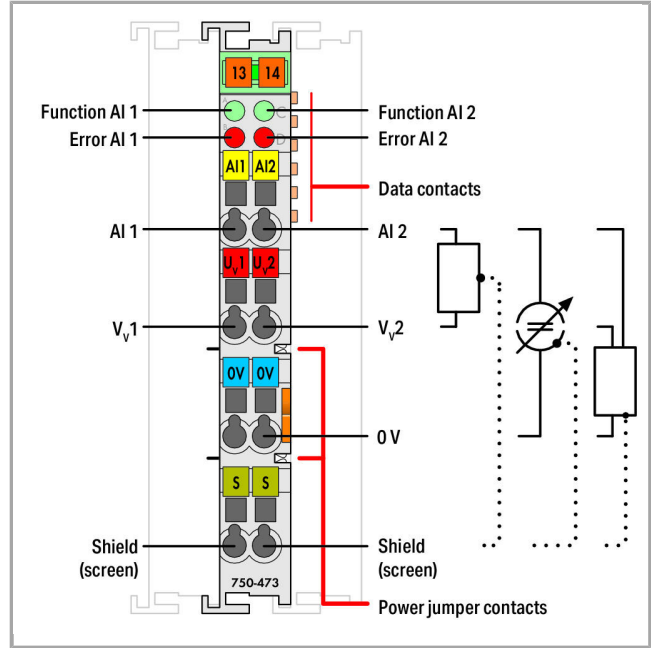 13 14
Function AI 1
A C
Function AI 2
Error AI 1
D
Error AI 2
AI1 AI2
Data contacts
AI 1
AI 2
Uv1 Uv2
Vv1
Vv2
0V 0V
0 V
S S
Shield
(screen)
Shield
(screen)
750-473
Power jumper contacts